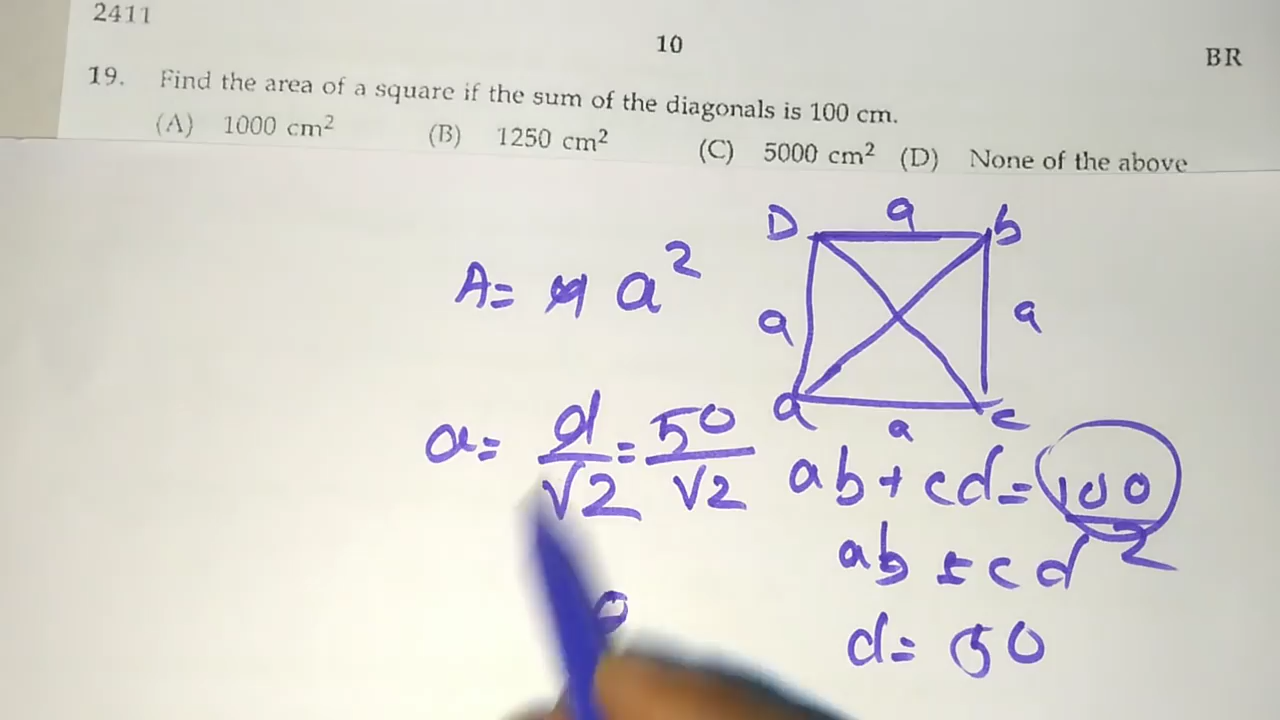 2411
10
BR
19. Find the area of a square if the sum of the diagonals is 100 cm.
(A) 1000 cm² (B) 1250 cm² (C) 5000 cm² (D) None of the above
D a b
A= a²
a a
a a c
a= d/√2 = 50/√2
ab + cd = 100
2
ab = cd
d= 50